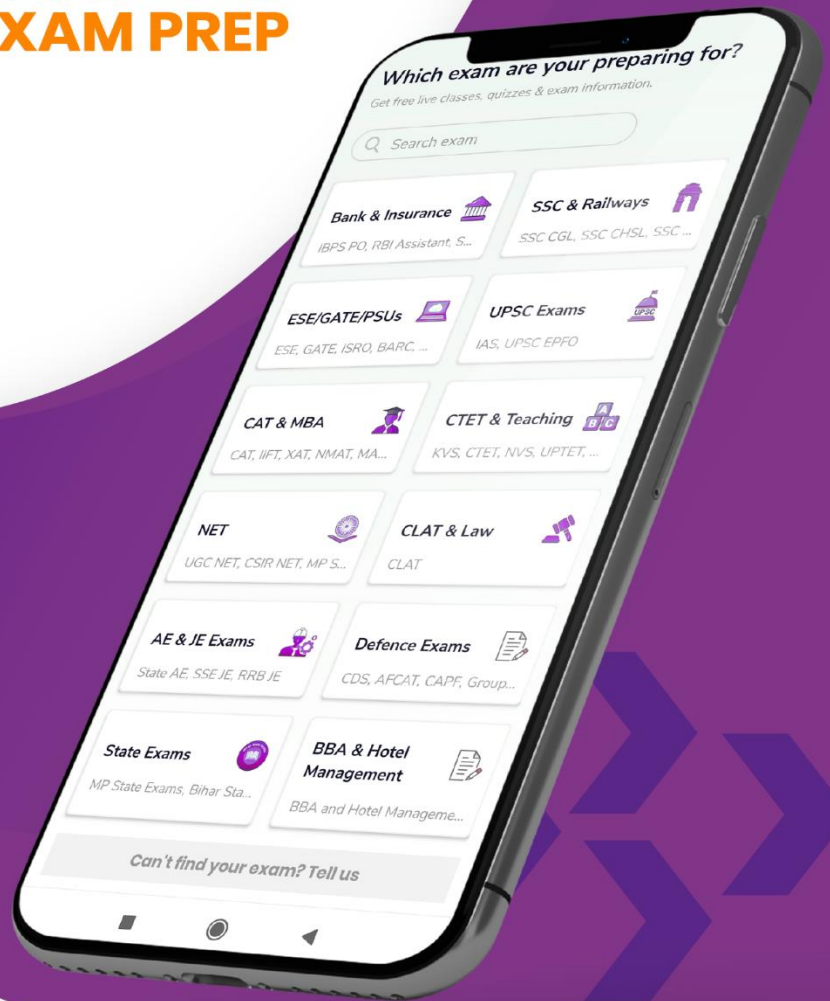 XAM PREP
Which exam are your preparing for?
Get free live classes, quizzes & exam information.
Search exam
Bank & Insurance
IBPS PO, RBI Assistant, S...
SSC & Railways
SSC CGL, SSC CHSL, SSC ...
ESE/GATE/PSUs
ESE, GATE, ISRO, BARC, ...
UPSC Exams
UPSC
IAS, UPSC EPFO
CAT & MBA
CAT, IIFT, XAT, NMAT, MA...
CTET & Teaching
A
B C
KVS, CTET, NVS, UPTET, ...
NET
UGC NET, CSIR NET, MP S...
CLAT & Law
CLAT
AE & JE Exams
State AE, SSE JE, RRB JE
Defence Exams
CDS, AFCAT, CAPF, Group...
State Exams
MP State Exams, Bihar Sta...
BBA & Hotel
Management
BBA and Hotel Manageme...
Can't find your exam? Tell us